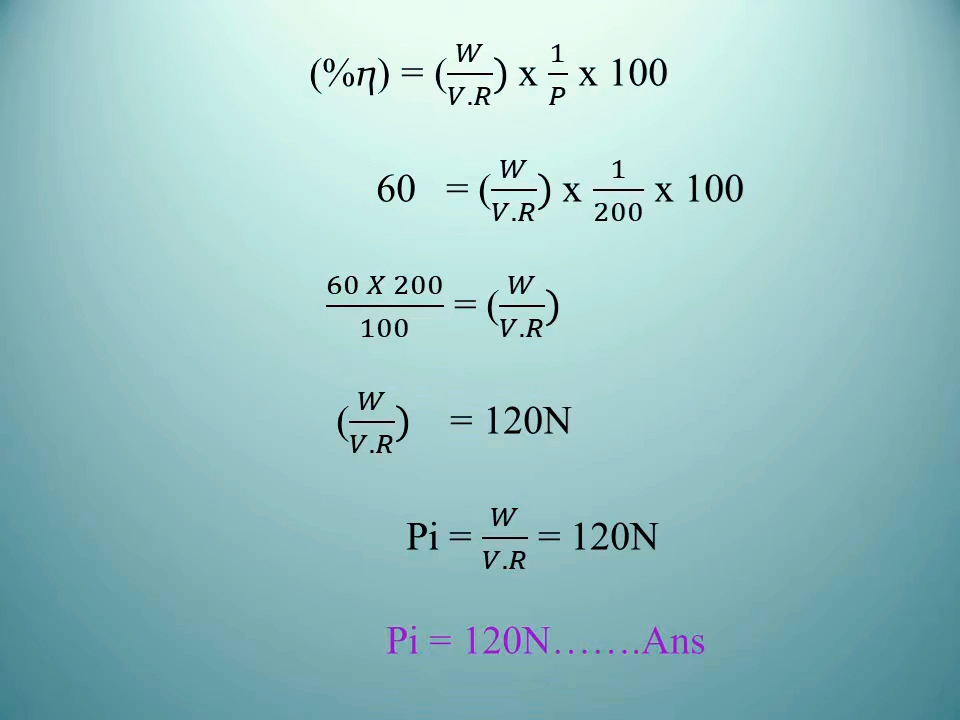 (%η) = (W/V.R) x 1/P x 100
60 = (W/V.R) x 1/200 x 100
60 X 200/100 = (W/V.R)
(W/V.R) = 120N
Pi = W/V.R = 120N
Pi = 120N.......Ans